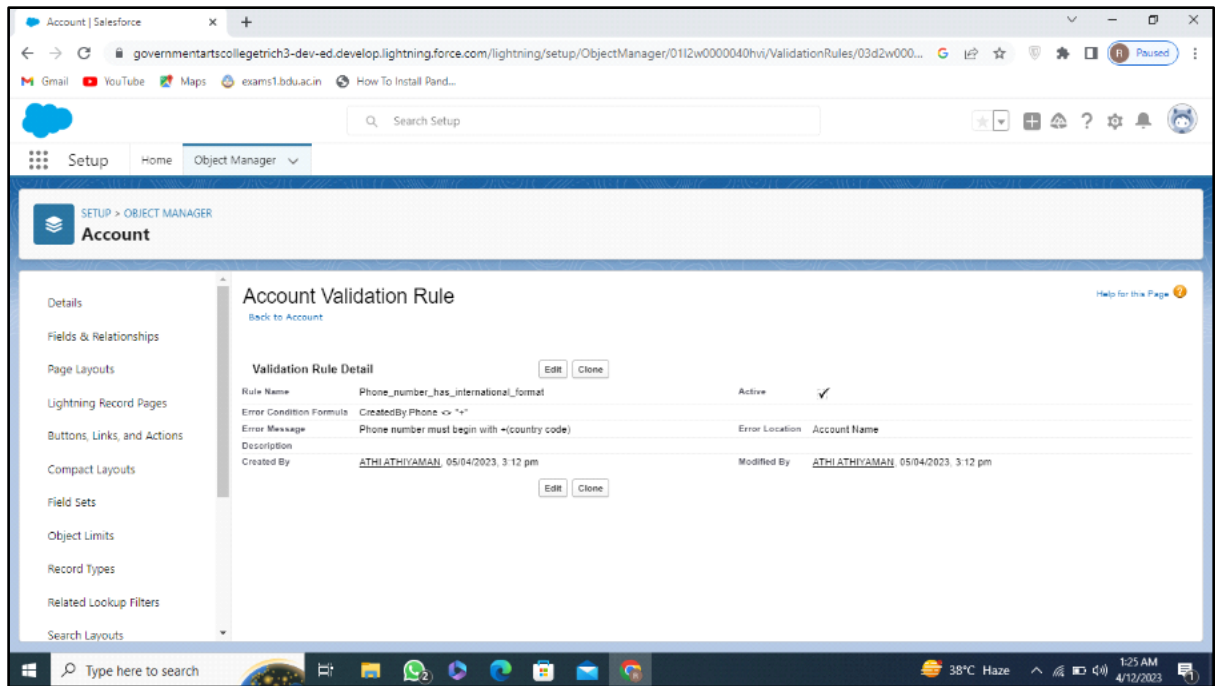 Account | Salesforce
governmentartscollegetrich3-dev-ed.develop.lightning.force.com/lightning/setup/ObjectManager/01I2w0000040hvi/ValidationRules/03d2w000...
R Paused
Gmail YouTube Maps exams1.bdu.ac.in How To Install Pand...
Search Setup
Setup Home Object Manager
SETUP > OBJECT MANAGER
Account
Details
Fields & Relationships
Page Layouts
Lightning Record Pages
Buttons, Links, and Actions
Compact Layouts
Field Sets
Object Limits
Record Types
Related Lookup Filters
Search Layouts
Account Validation Rule
Help for this Page
Back to Account
Validation Rule Detail Edit Clone
Rule Name Phone_number_has_international_format Active ✓
Error Condition Formula CreatedBy.Phone <> "+"
Error Message Phone number must begin with +(country code) Error Location Account Name
Description
Created By ATHI ATHIYAMAN, 05/04/2023, 3:12 pm Modified By ATHI ATHIYAMAN, 05/04/2023, 3:12 pm
Edit Clone
Type here to search
38°C Haze
1:25 AM
4/12/2023